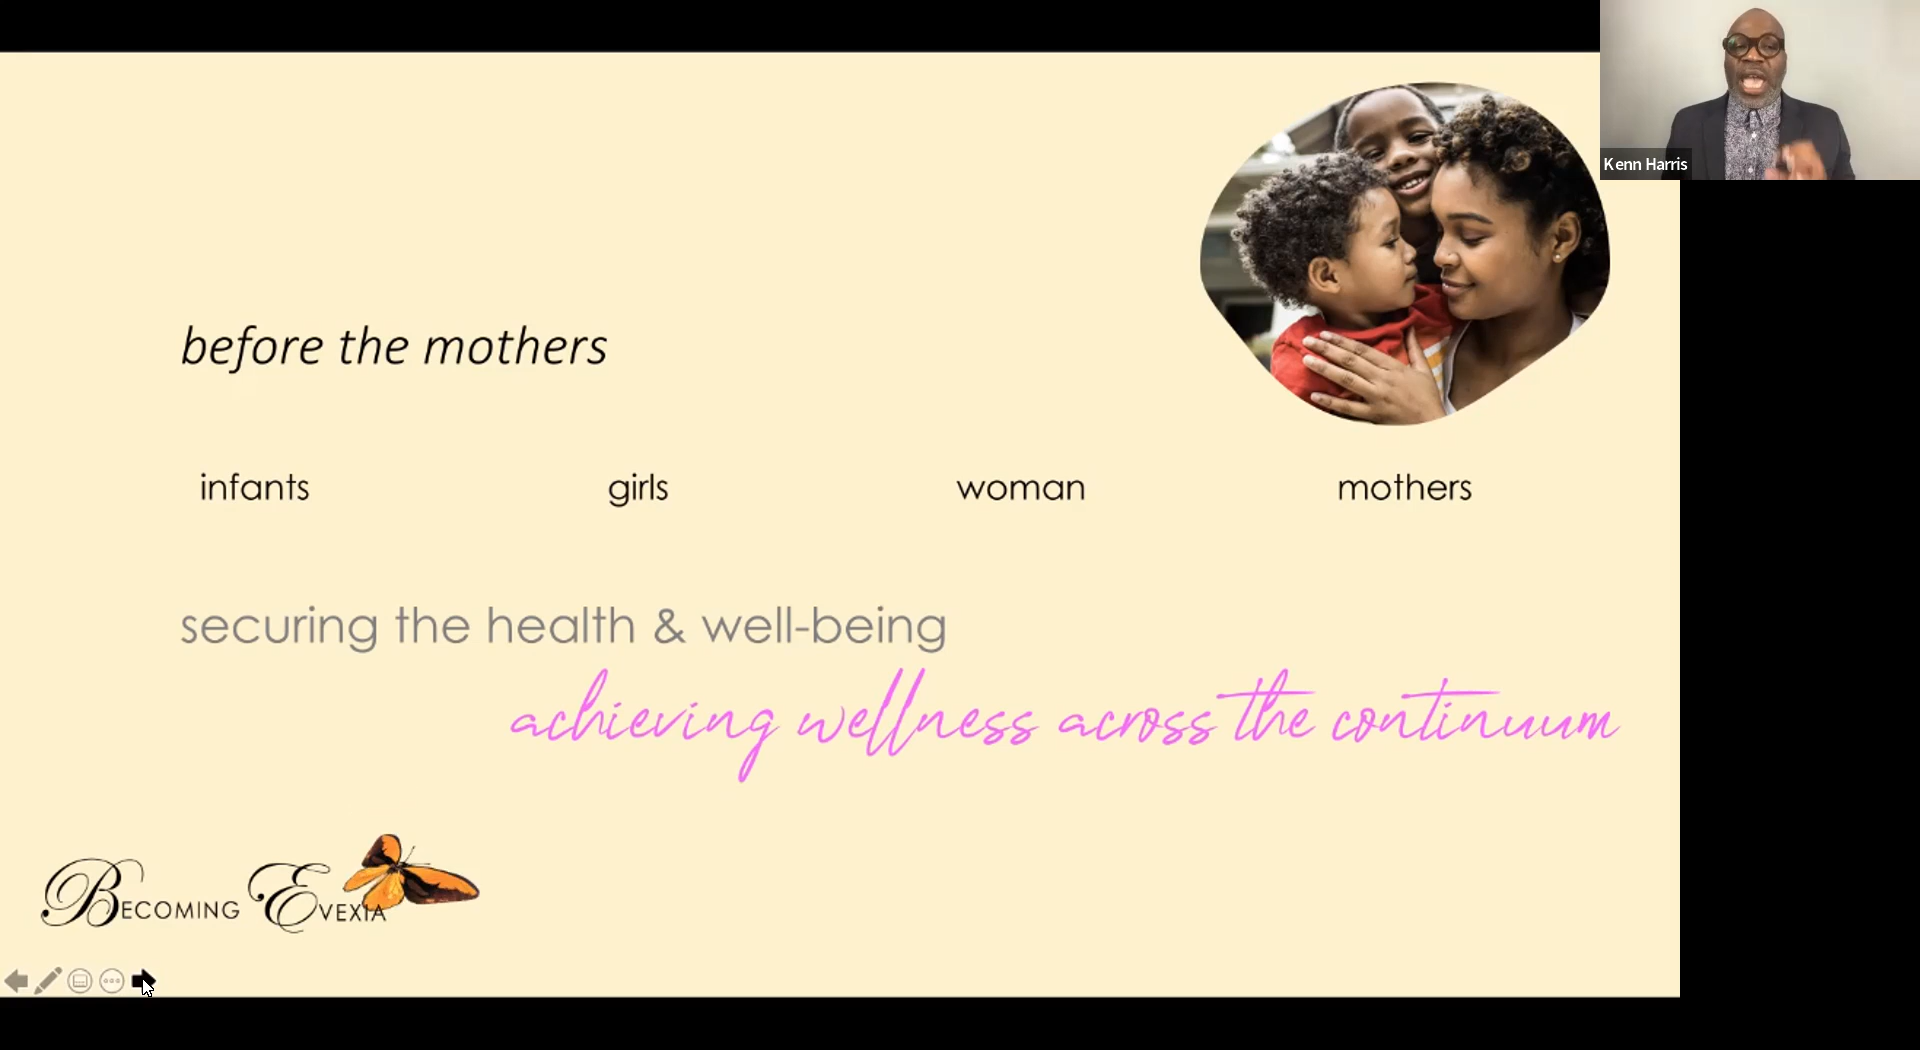 Kenn Harris
before the mothers
infants girls woman mothers
securing the health & well-being
achieving wellness across the continuum
BECOMING EVEXIA